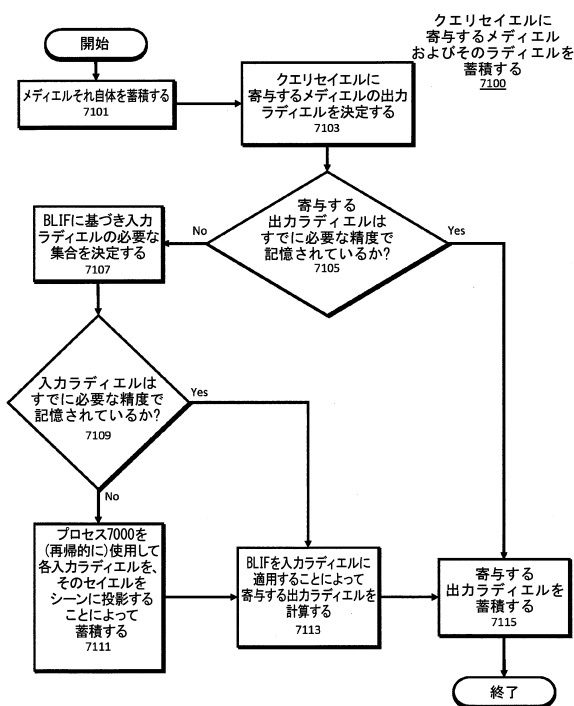 クエリセイエルに
寄与するメディエル
およびそのラディエルを
蓄積する
7100
開始
メディエルそれ自体を蓄積する
7101
クエリセイエルに
寄与するメディエルの出力
ラディエルを決定する
7103
寄与する
出力ラディエルは
すでに必要な精度で
記憶されているか?
7105
No
Yes
BLIFに基づき入力
ラディエルの必要な
集合を決定する
7107
入力ラディエルは
すでに必要な精度で
記憶されているか?
7109
Yes
No
プロセス7000を
(再帰的に)使用して
各入力ラディエルを、
そのセイエルを
シーンに投影する
ことによって
蓄積する
7111
BLIFを入力ラディエルに
適用することによって
寄与する出力ラディエルを
計算する
7113
寄与する
出力ラディエルを
蓄積する
7115
終了